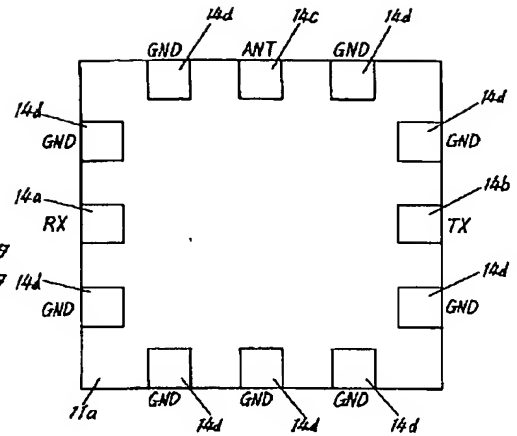 14d 14c 14d
GND ANT GND
14d 14d
GND GND
14a 14b
RX TX
14d 14d
GND GND
11a GND 14d GND 14d GND 14d